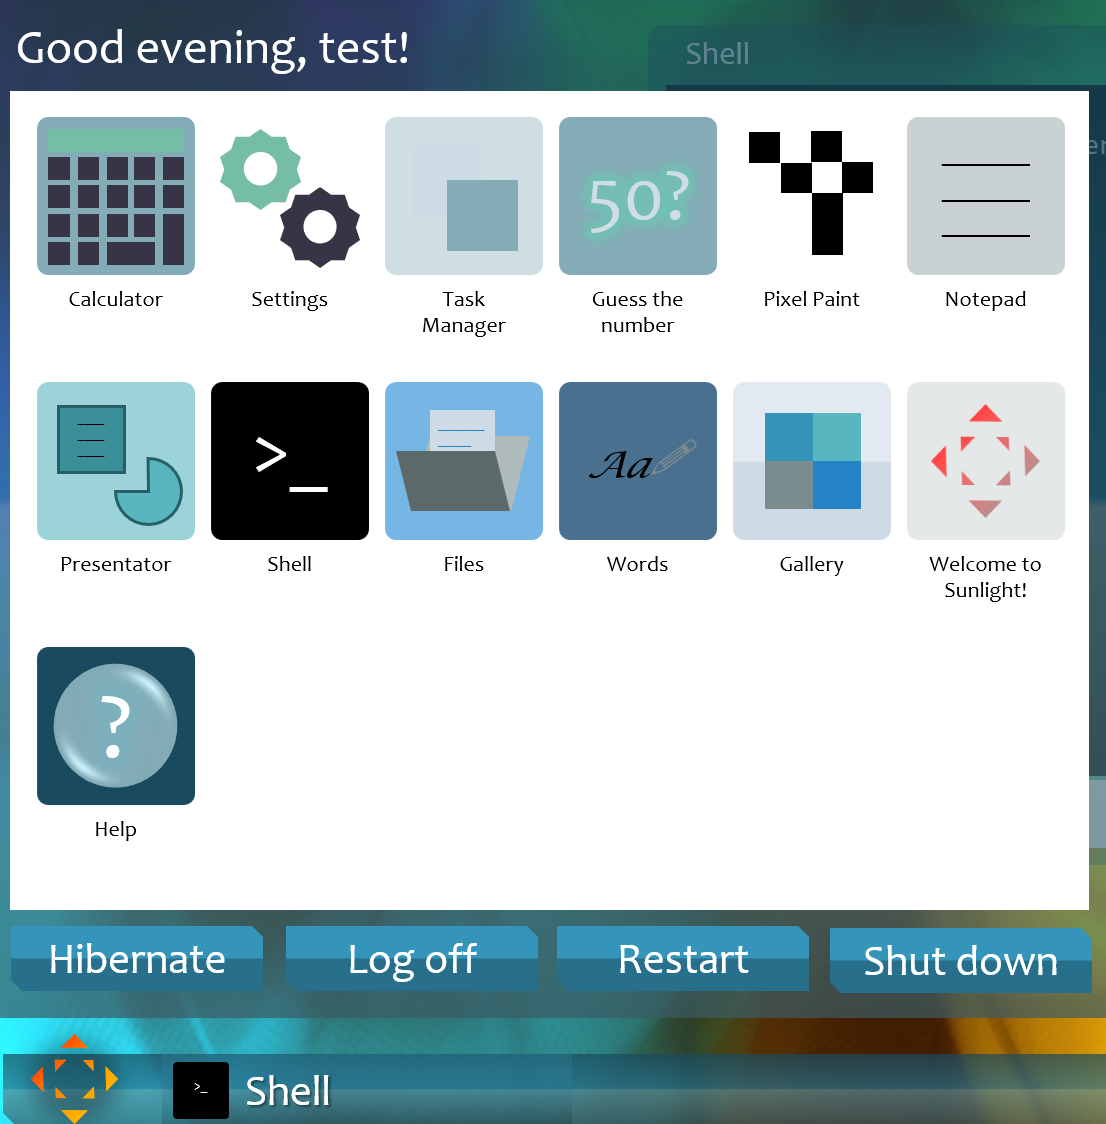 Good evening, test!
Shell
er
50?
Calculator
Settings
Task
Manager
Guess the
number
Pixel Paint
Notepad
>_
Aa
Presentator
Shell
Files
Words
Gallery
Welcome to
Sunlight!
?
Help
Hibernate
Log off
Restart
Shut down
>_
Shell